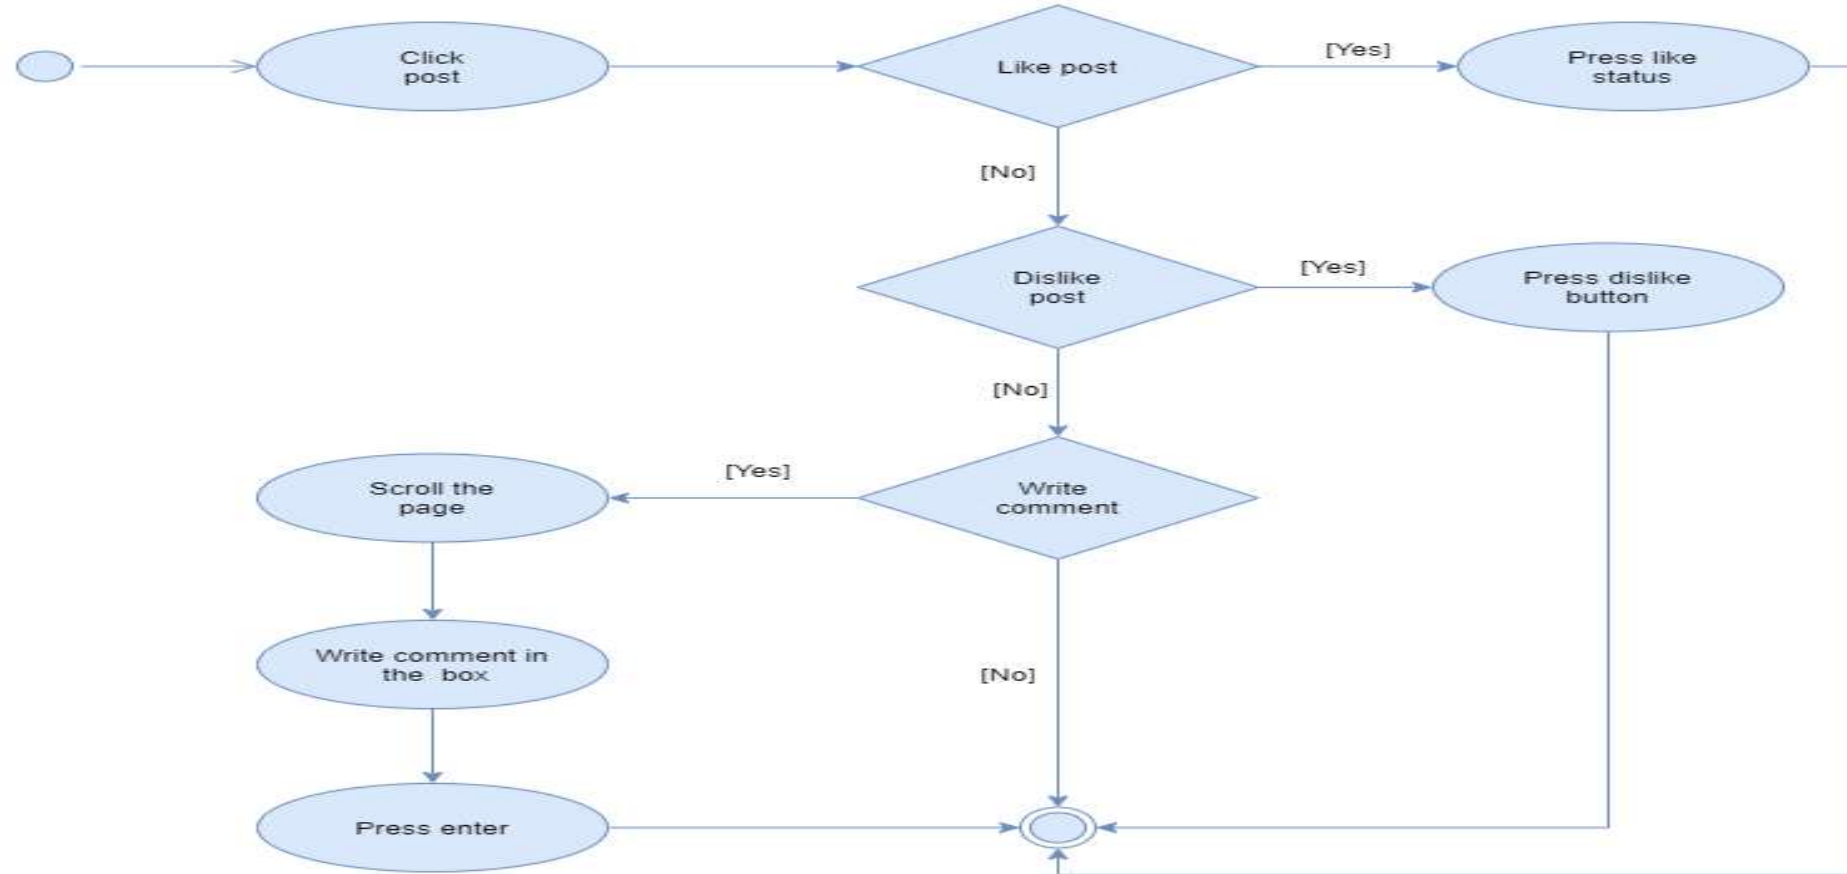 Click
post
Like post
[Yes]
Press like
status
[No]
Dislike
post
[Yes]
Press dislike
button
[No]
Write
comment
[Yes]
Scroll the
page
Write comment in
the  box
[No]
Press enter